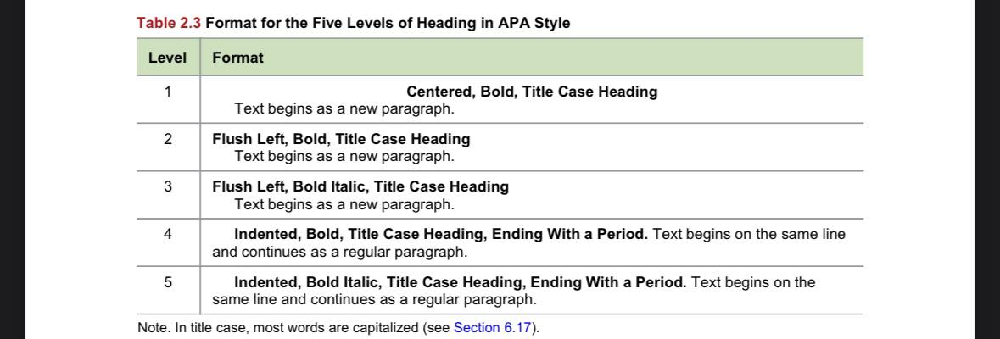 Table 2.3 Format for the Five Levels of Heading in APA Style
Level Format
1 Centered, Bold, Title Case Heading
Text begins as a new paragraph.
2 Flush Left, Bold, Title Case Heading
Text begins as a new paragraph.
3 Flush Left, Bold Italic, Title Case Heading
Text begins as a new paragraph.
4 Indented, Bold, Title Case Heading, Ending With a Period. Text begins on the same line
and continues as a regular paragraph.
5 Indented, Bold Italic, Title Case Heading, Ending With a Period. Text begins on the
same line and continues as a regular paragraph.
Note. In title case, most words are capitalized (see Section 6.17).